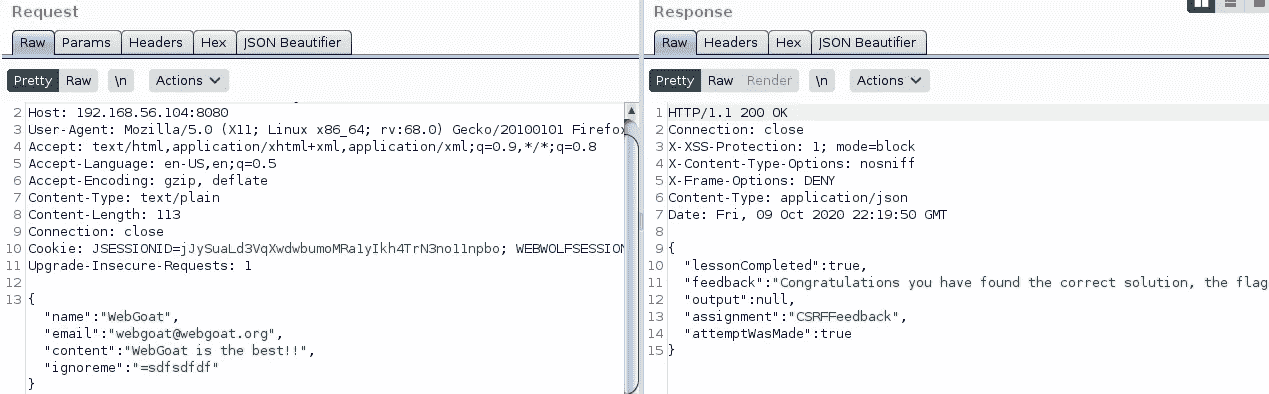 Request
Raw Params Headers Hex JSON Beautifier
Pretty Raw \n Actions
2 Host: 192.168.56.104:8080
3 User-Agent: Mozilla/5.0 (X11; Linux x86_64; rv:68.0) Gecko/20100101 Firefox
4 Accept: text/html,application/xhtml+xml,application/xml;q=0.9,*/*;q=0.8
5 Accept-Language: en-US,en;q=0.5
6 Accept-Encoding: gzip, deflate
7 Content-Type: text/plain
8 Content-Length: 113
9 Connection: close
10 Cookie: WEBWOLFSESSION
11 Upgrade-Insecure-Requests: 1
12
13 {
"name":"WebGoat",
"email":"webgoat@webgoat.org",
"content":"WebGoat is the best!!",
"ignoreme":"=sdfsdfdf"
}
Response
Raw Headers Hex JSON Beautifier
Pretty Raw Render \n Actions
1 HTTP/1.1 200 OK
2 Connection: close
3 X-XSS-Protection: 1; mode=block
4 X-Content-Type-Options: nosniff
5 X-Frame-Options: DENY
6 Content-Type: application/json
7 Date: Fri, 09 Oct 2020 22:19:50 GMT
8
9 {
10 "lessonCompleted":true,
11 "feedback":"Congratulations you have found the correct solution, the flag
12 "output":null,
13 "assignment":"CSRFFeedback",
14 "attemptWasMade":true
15 }